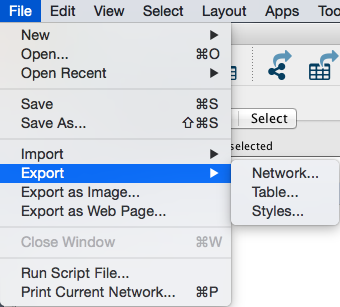 File Edit View Select Layout Apps
New
Open... ⌘O
Open Recent
Select
Save ⌘S
Save As... ⇧⌘S
selected
Import
Export
Network...
Export as Image...
Table...
Export as Web Page...
Styles...
Close Window ⌘W
Run Script File...
Print Current Network... ⌘P